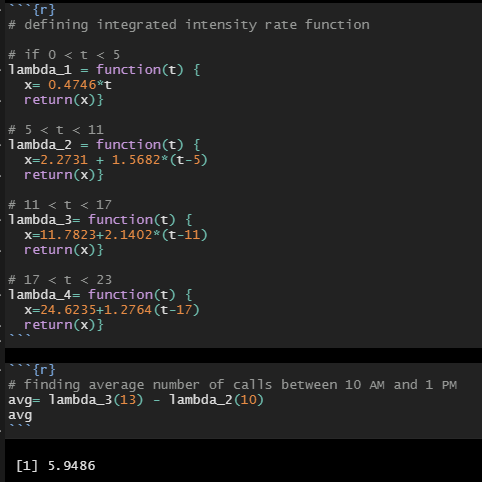 ```{r}
# defining integrated intensity rate function
# if 0 < t < 5
lambda_1 = function(t) {
x= 0.4746*t
return(x)}
# 5 < t < 11
lambda_2 = function(t) {
x=2.2731 + 1.5682*(t-5)
return(x)}
# 11 < t < 17
lambda_3= function(t) {
x=11.7823+2.1402*(t-11)
return(x)}
# 17 < t < 23
lambda_4= function(t) {
x=24.6235+1.2764(t-17)
return(x)}
```
```{r}
# finding average number of calls between 10 AM and 1 PM
avg= lambda_3(13) - lambda_2(10)
avg
```
[1] 5.9486